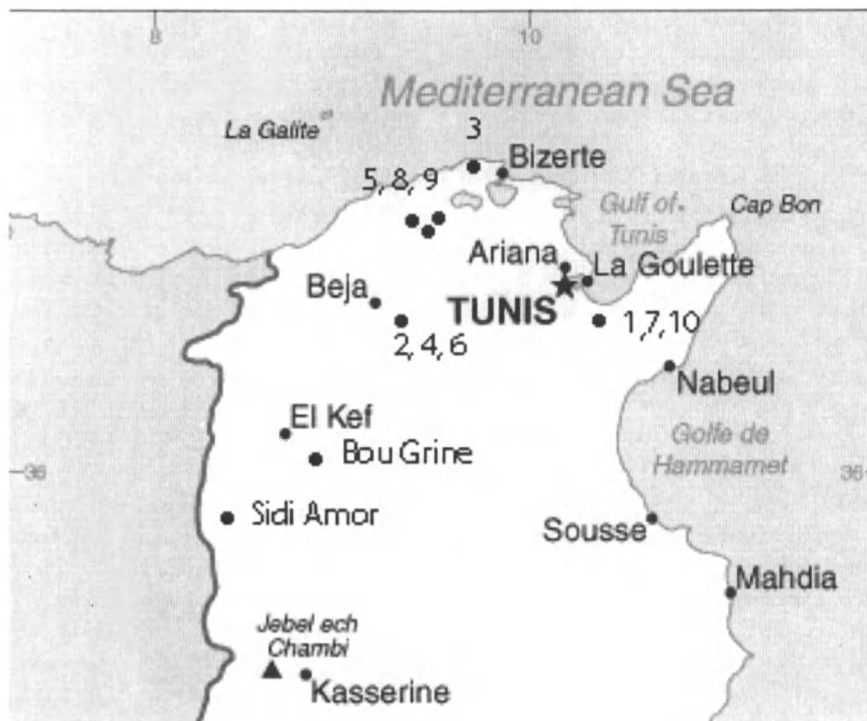 8 10
Mediterranean Sea
La Galite
3
Bizerte
5, 8, 9
Gulf of
Tunis
Cap Bon
Ariana
La Goulette
Beja
TUNIS
1,7,10
2, 4, 6
Nabeul
El Kef
Bou Grine
Golfe de
Hammamet
36 36
Sidi Amor
Sousse
Mahdia
Jebel ech
Chambi
Kasserine